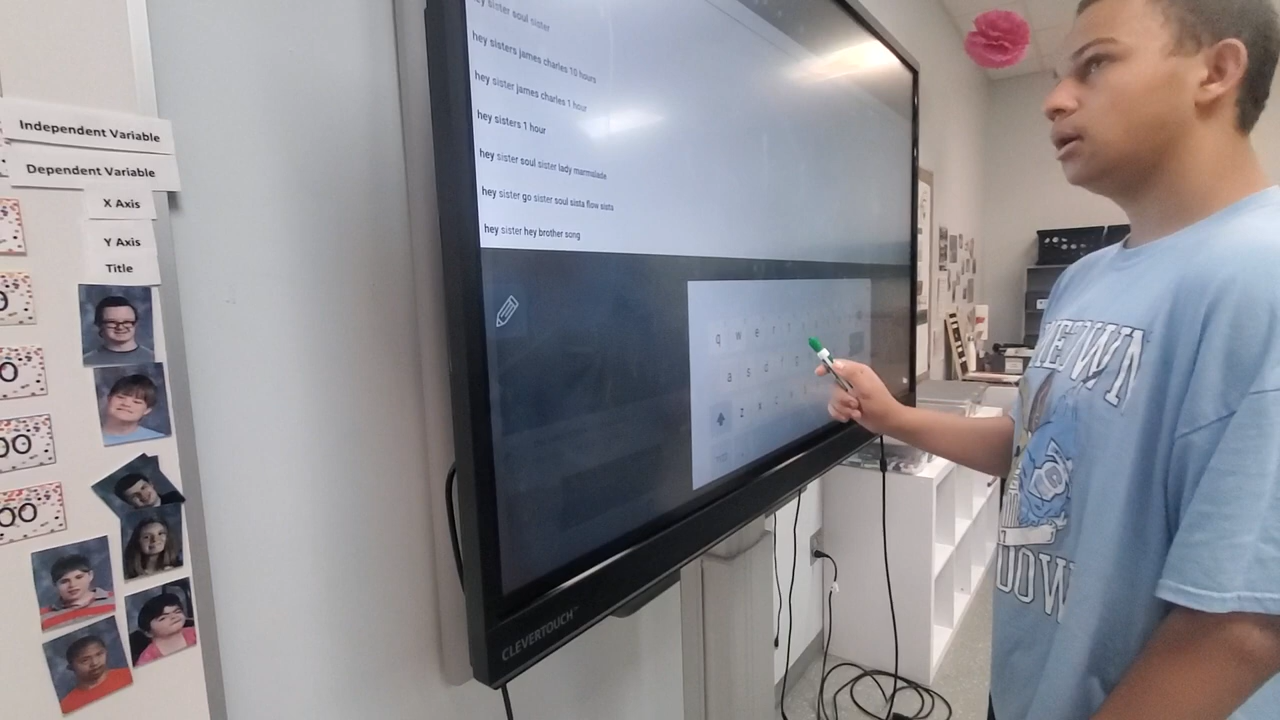 Independent Variable
Dependent Variable
X Axis
Y Axis
Title
hey sister soul sister
hey sisters james charles 10 hours
hey sister james charles 1 hour
hey sisters 1 hour
hey sister soul sister lady marmalade
hey sister go sister soul sista flow sista
hey sister hey brother song
q w e r t
a s d f g
z x c v
CLEVERTOUCH